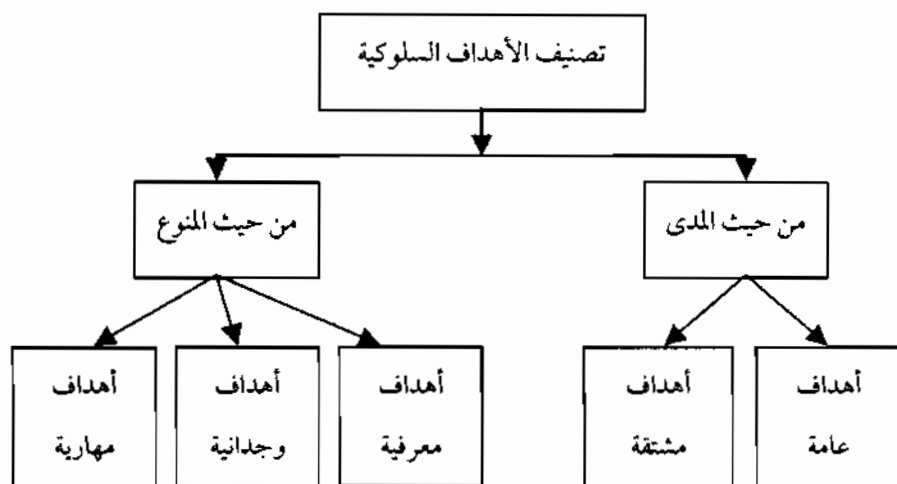 تصنيف الأهداف السلوكية
من حيث المدى
من حيث المنوع
أهداف
عامة
أهداف
مشتقة
أهداف
معرفية
أهداف
وجدانية
أهداف
مهارية